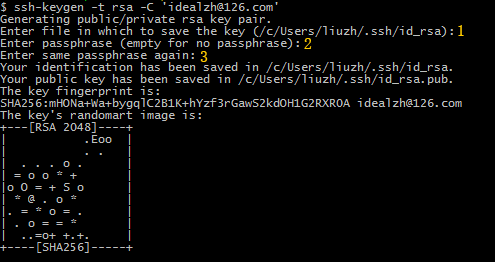 $ ssh-keygen -t rsa -C 'idealzh@126.com'
Generating public/private rsa key pair.
Enter file in which to save the key (/c/Users/liuzh/.ssh/id_rsa):1
Enter passphrase (empty for no passphrase):2
Enter same passphrase again:3
Your identification has been saved in /c/Users/liuzh/.ssh/id_rsa.
Your public key has been saved in /c/Users/liuzh/.ssh/id_rsa.pub.
The key fingerprint is:
SHA256:mHONa+Wa+bygqlC2B1K+hYzf3rGawS2kdOH1G2RXROA idealzh@126.com
The key's randomart image is:
+---[RSA 2048]----+
|           .Eoo  |
|           . .   |
|  . . . o .      |
| = o o * +       |
|o O = + S o      |
| * @ . o *       |
|. = * o = .      |
| . o = = *       |
|  ..=o+ +.+.     |
+----[SHA256]-----+